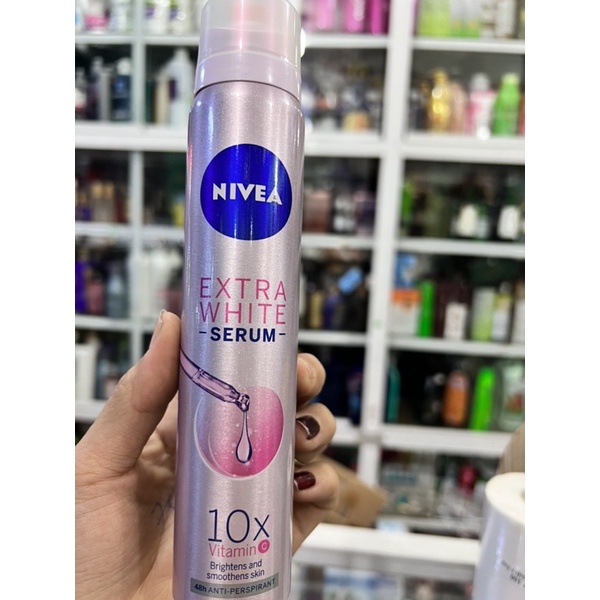 NIVEA
EXTRA
WHITE
- SERUM -
10x
Vitamin C
Brightens and
smoothens skin
48h ANTI-PERSPIRANT